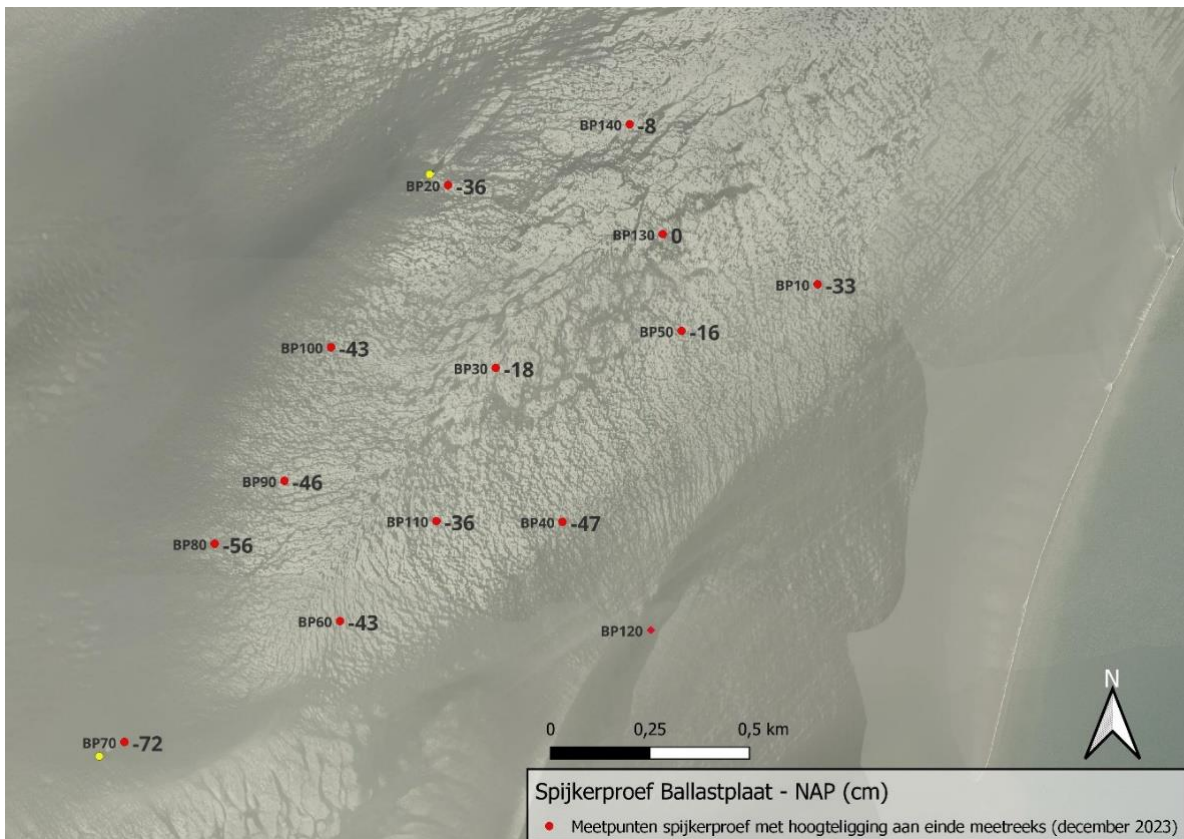 BP140 -8
BP20 -36
BP130 0
BP10 -33
BP50 -16
BP100 -43
BP30 -18
BP90 -46
BP110 -36
BP40 -47
BP80 -56
BP60 -43
BP120
N
0 0,25 0,5 km
BP70 -72
Spijkerproef Ballastplaat - NAP (cm)
Meetpunten spijkerproef met hoogteligging aan einde meetreeks (december 2023)